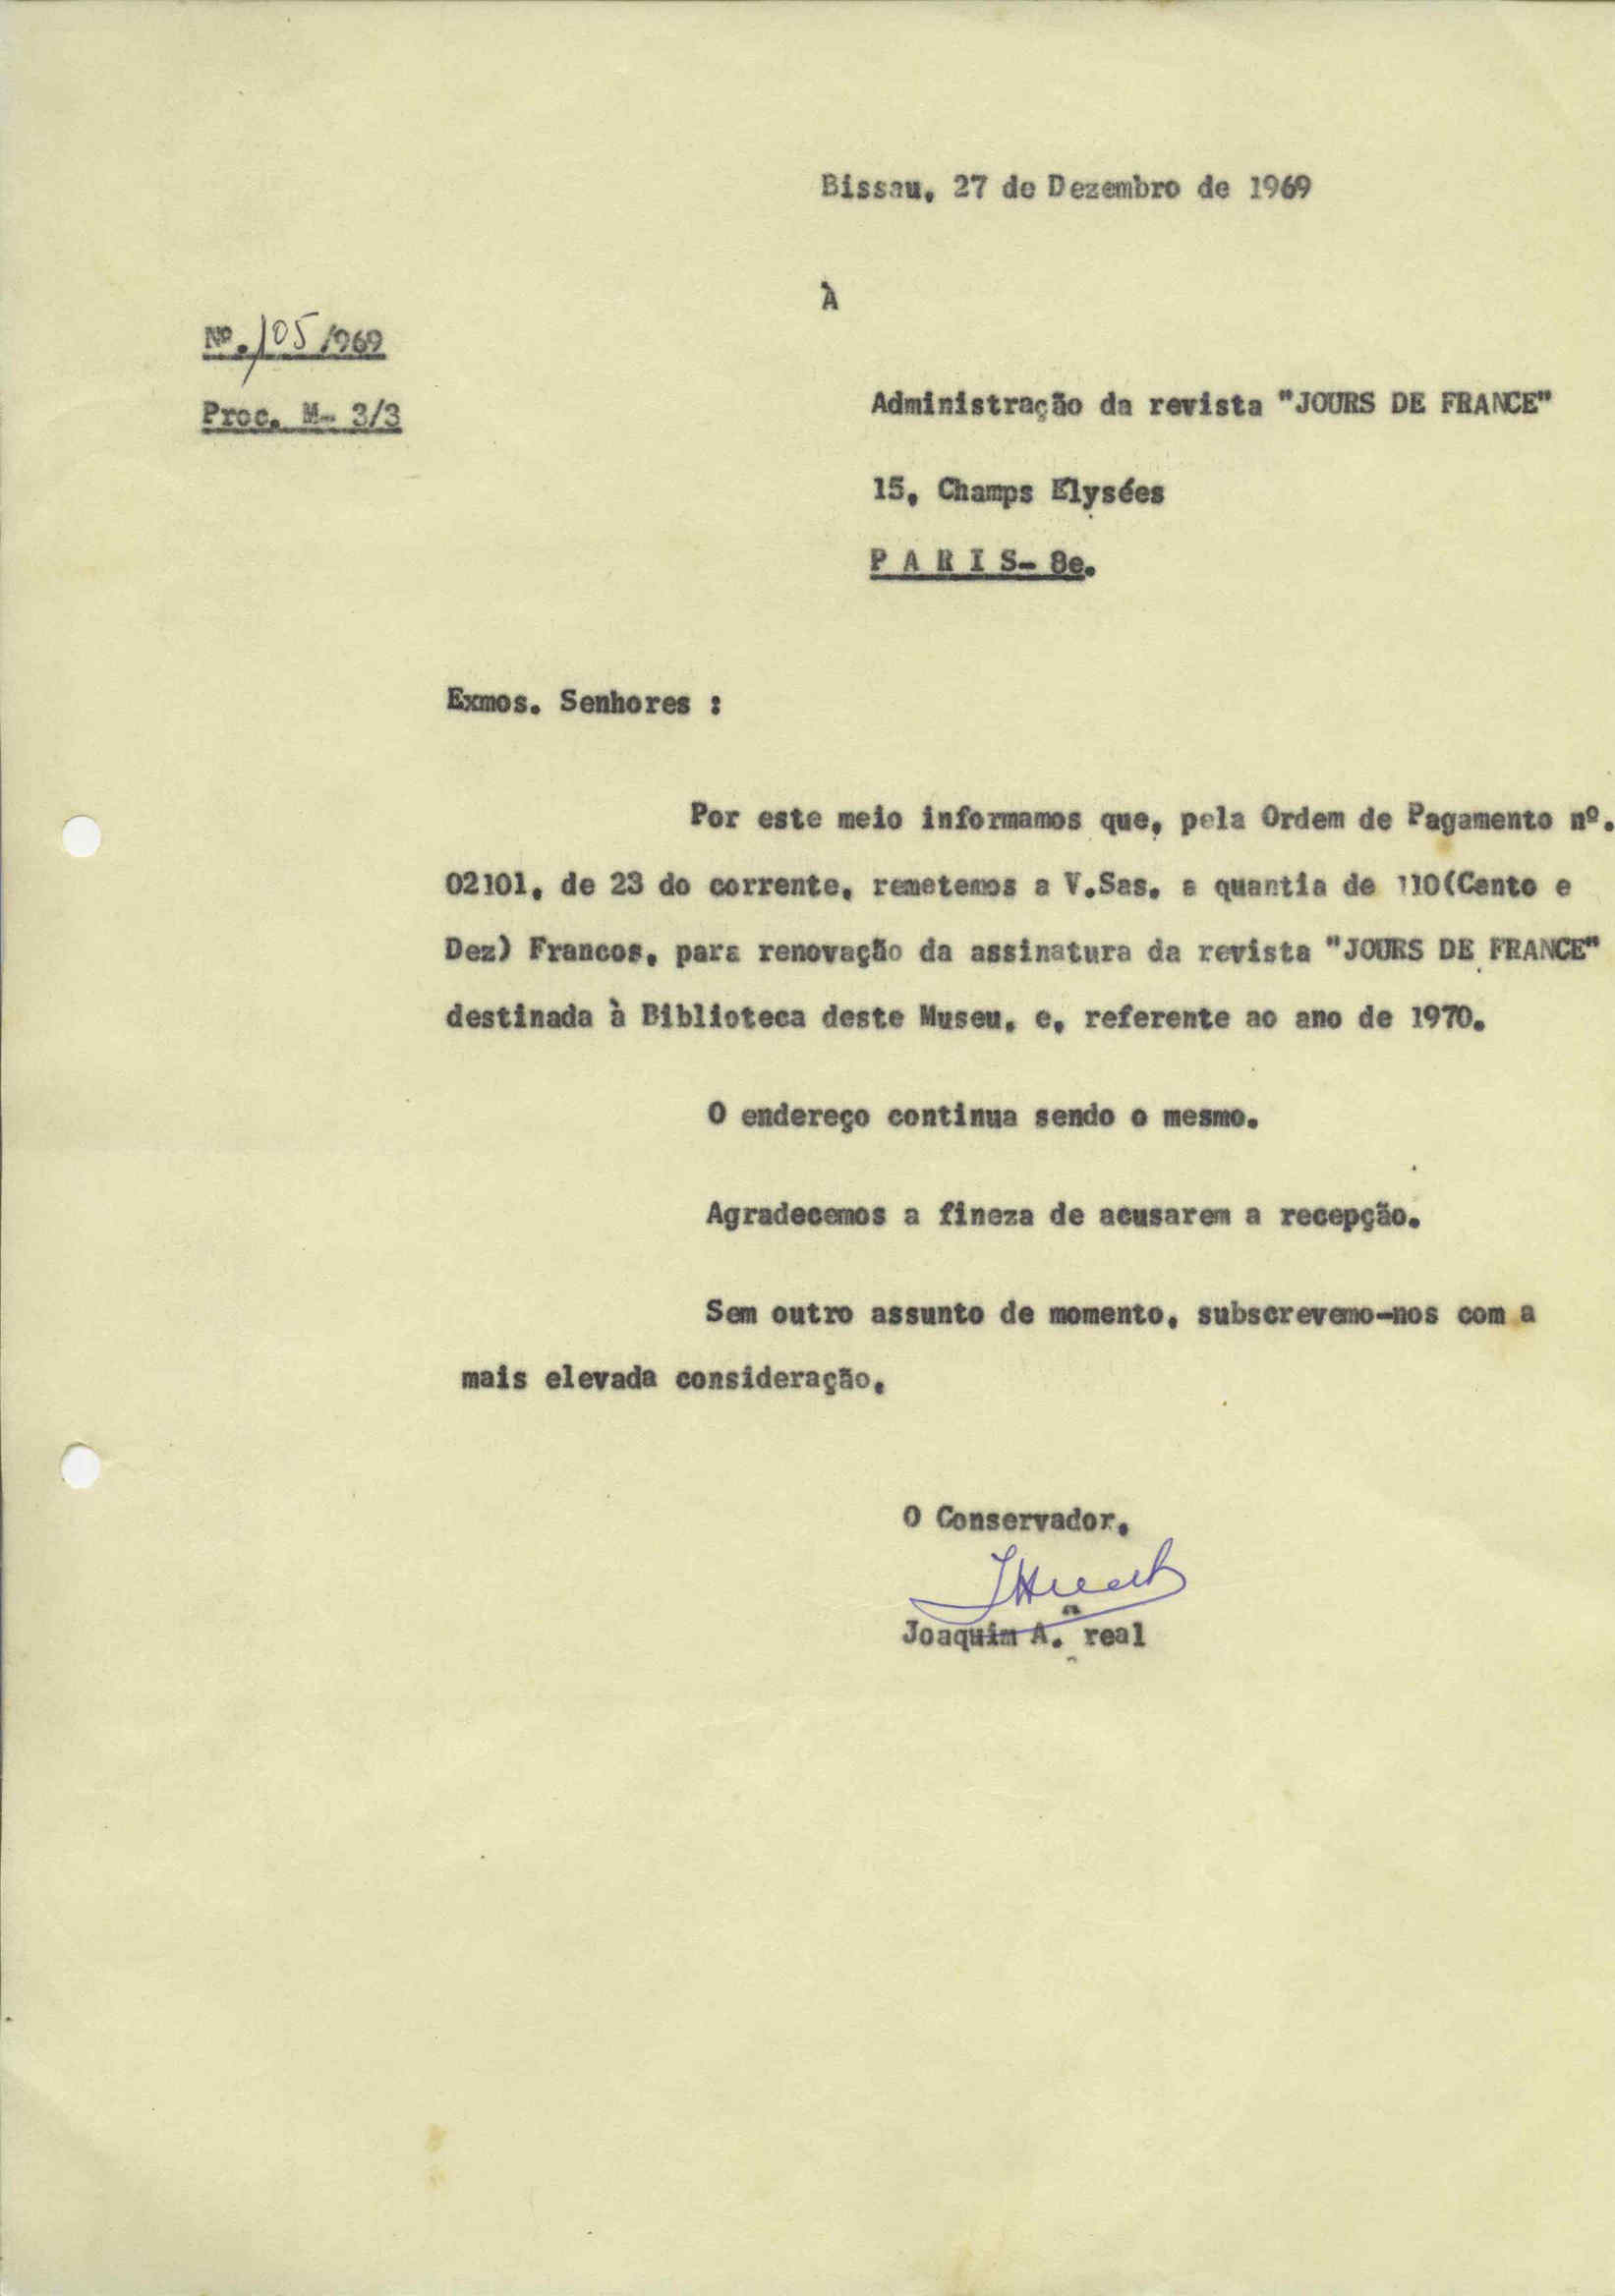 Bissau, 27 de Dezembro de 1969
À
Nº.105/969
Proc. M- 3/3
Administração da revista "JOURS DE FRANCE"
15, Champs Elysées
P A R I S- 8e.
Exmos. Senhores :
Por este meio informamos que, pela Ordem de Pagamento nº.
02101, de 23 do corrente, remetemos a V.Sas. a quantia de 110(Cento e
Dez) Francos, para renovação da assinatura da revista "JOURS DE FRANCE"
destinada à Biblioteca deste Museu, e, referente ao ano de 1970.
O endereço continua sendo o mesmo.
Agradecemos a fineza de acusarem a recepção.
Sem outro assunto de momento, subscrevemo-nos com a
mais elevada consideração,
O Conservador,
Joaquim A. real